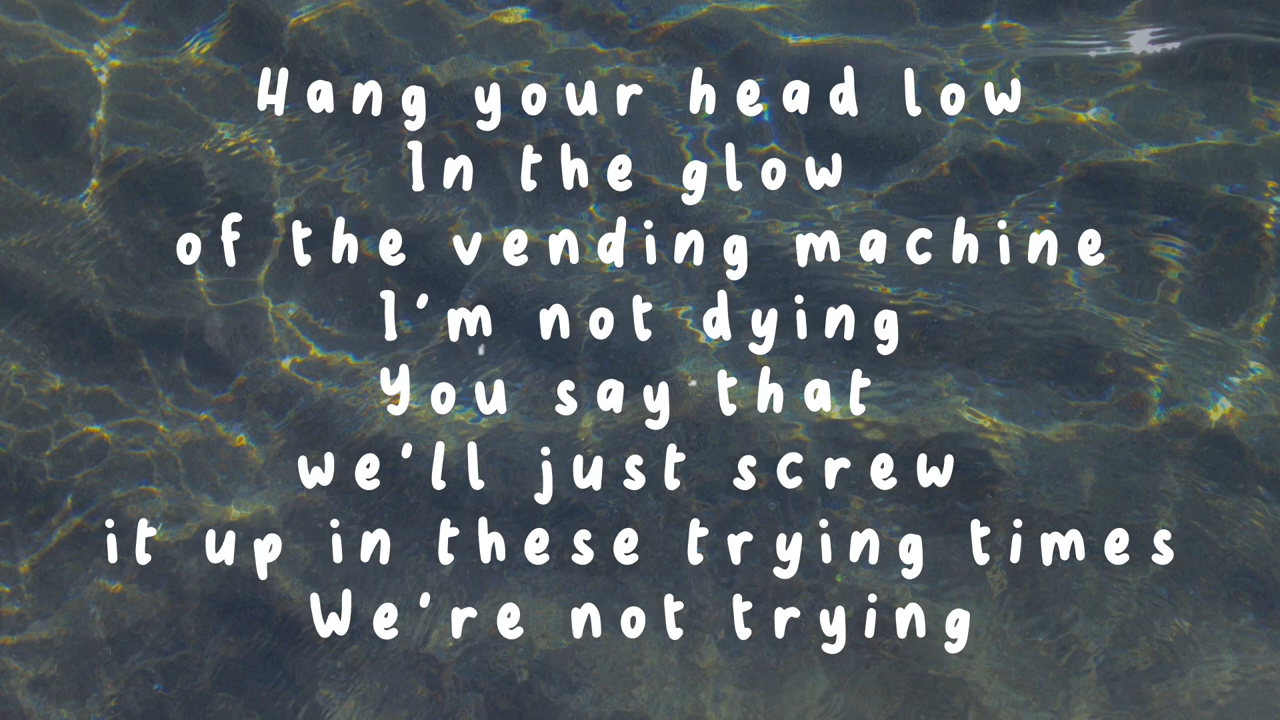 Hang your head low
In the glow
of the vending machine
I'm not dying
You say that
we'll just screw
it up in these trying times
We're not trying